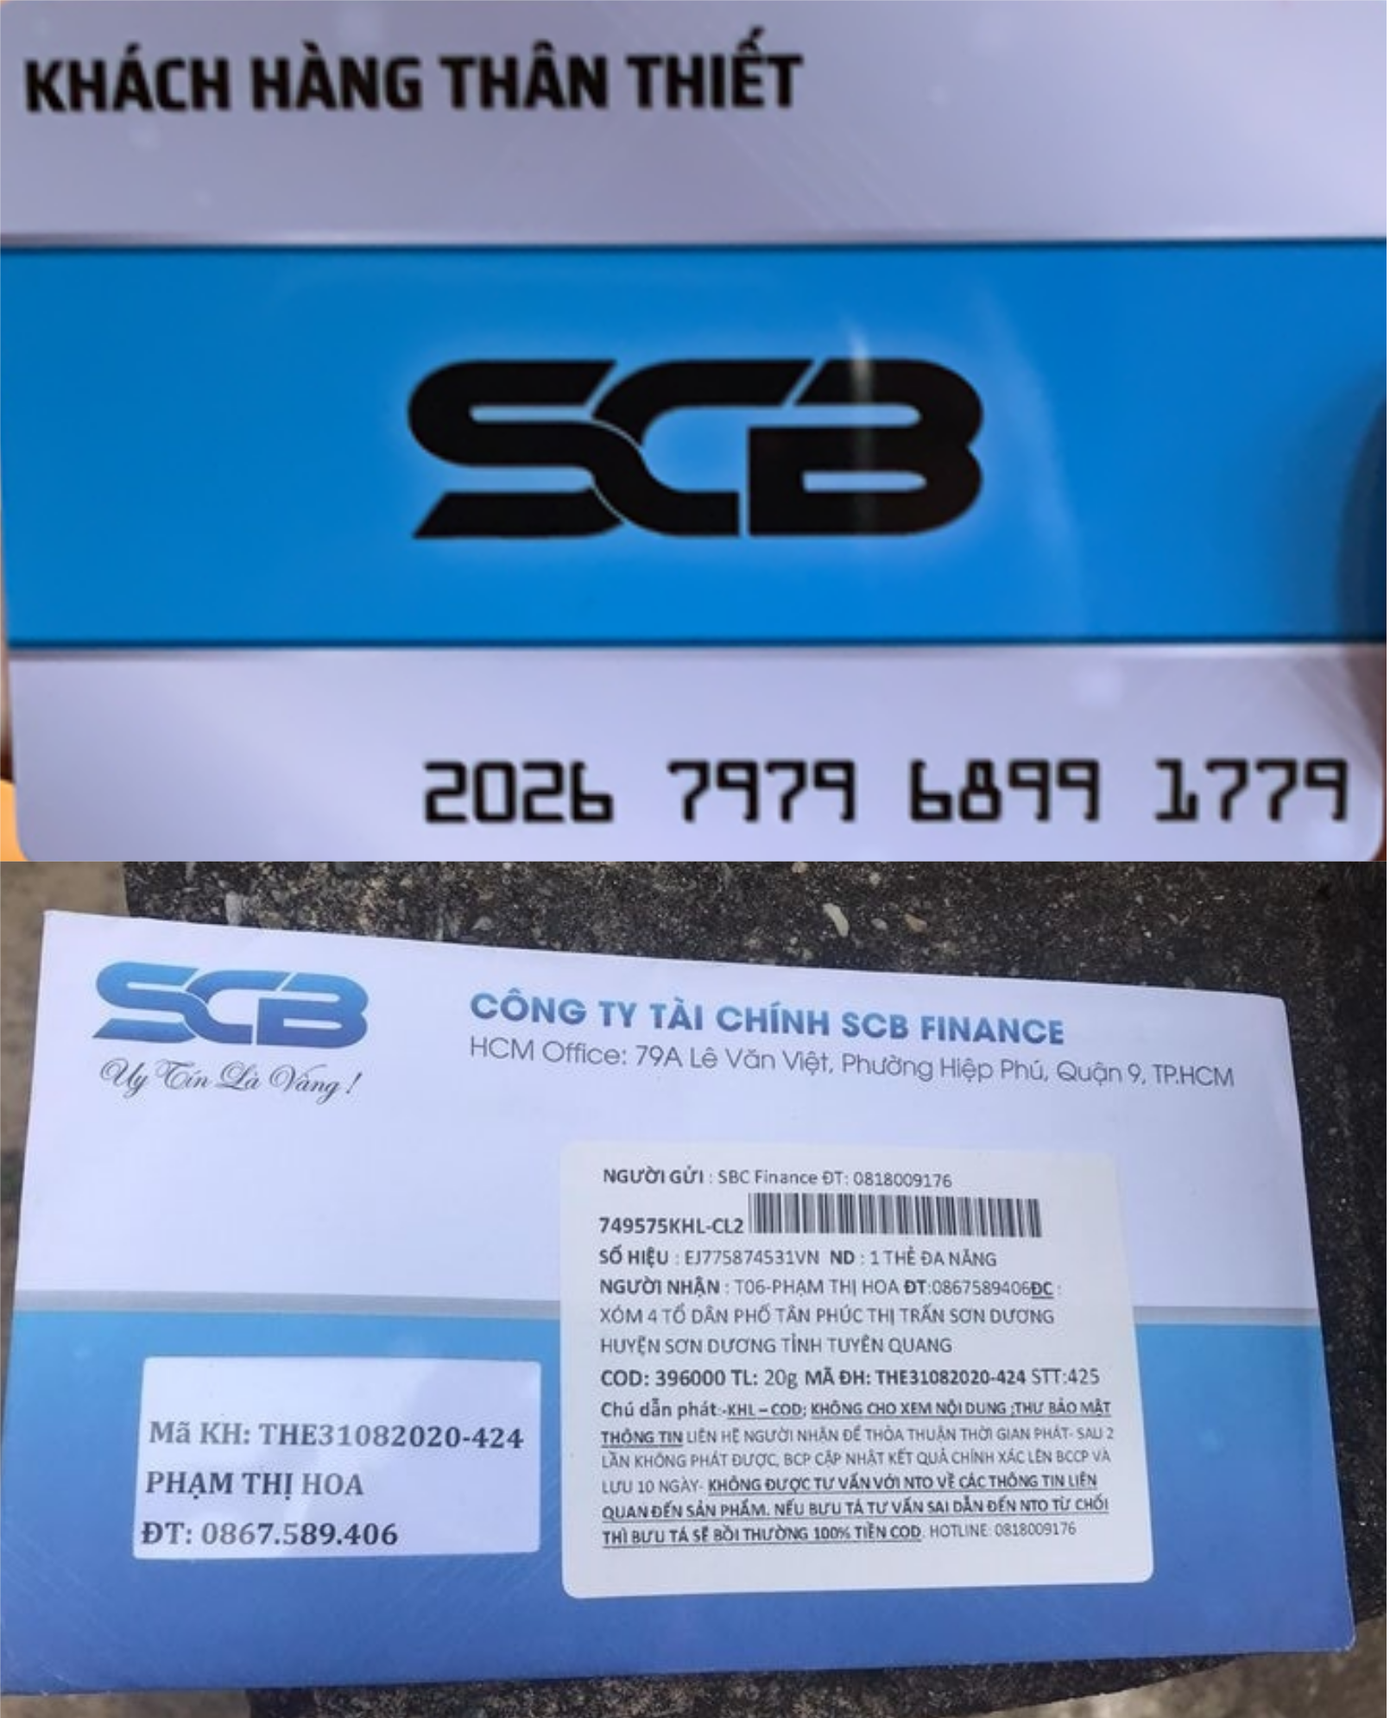 KHÁCH HÀNG THÂN THIẾT
SCB
2026 7979 6899 1779
SCB
Uy Tín Là Vàng !
CÔNG TY TÀI CHÍNH SCB FINANCE
HCM Office: 79A Lê Văn Việt, Phường Hiệp Phú, Quận 9, TP.HCM
NGƯỜI GỬI : SBC Finance ĐT: 0818009176
749575KHL-CL2
SỐ HIỆU : EJ775874531VN ND : 1 THẺ ĐA NĂNG
NGƯỜI NHẬN : T06-PHẠM THỊ HOA ĐT:0867589406ĐC :
XÓM 4 TỔ DÂN PHỐ TÂN PHÚC THỊ TRẤN SƠN DƯƠNG
HUYỆN SƠN DƯƠNG TỈNH TUYÊN QUANG
COD: 396000 TL: 20g MÃ ĐH: THE31082020-424 STT:425
Chú dẫn phát:-KHL – COD; KHÔNG CHO XEM NỘI DUNG ;THƯ BẢO MẬT
THÔNG TIN LIÊN HỆ NGƯỜI NHẬN ĐỂ THỎA THUẬN THỜI GIAN PHÁT- SAU 2
LẦN KHÔNG PHÁT ĐƯỢC, BCP CẬP NHẬT KẾT QUẢ CHÍNH XÁC LÊN BCCP VÀ
LƯU 10 NGÀY- KHÔNG ĐƯỢC TƯ VẤN VỚI NTO VỀ CÁC THÔNG TIN LIÊN
QUAN ĐẾN SẢN PHẨM. NẾU BƯU TÁ TƯ VẤN SAI DẪN ĐẾN NTO TỪ CHỐI
THÌ BƯU TÁ SẼ BỒI THƯỜNG 100% TIỀN COD. HOTLINE: 0818009176
Mã KH: THE31082020-424
PHẠM THỊ HOA
ĐT: 0867.589.406